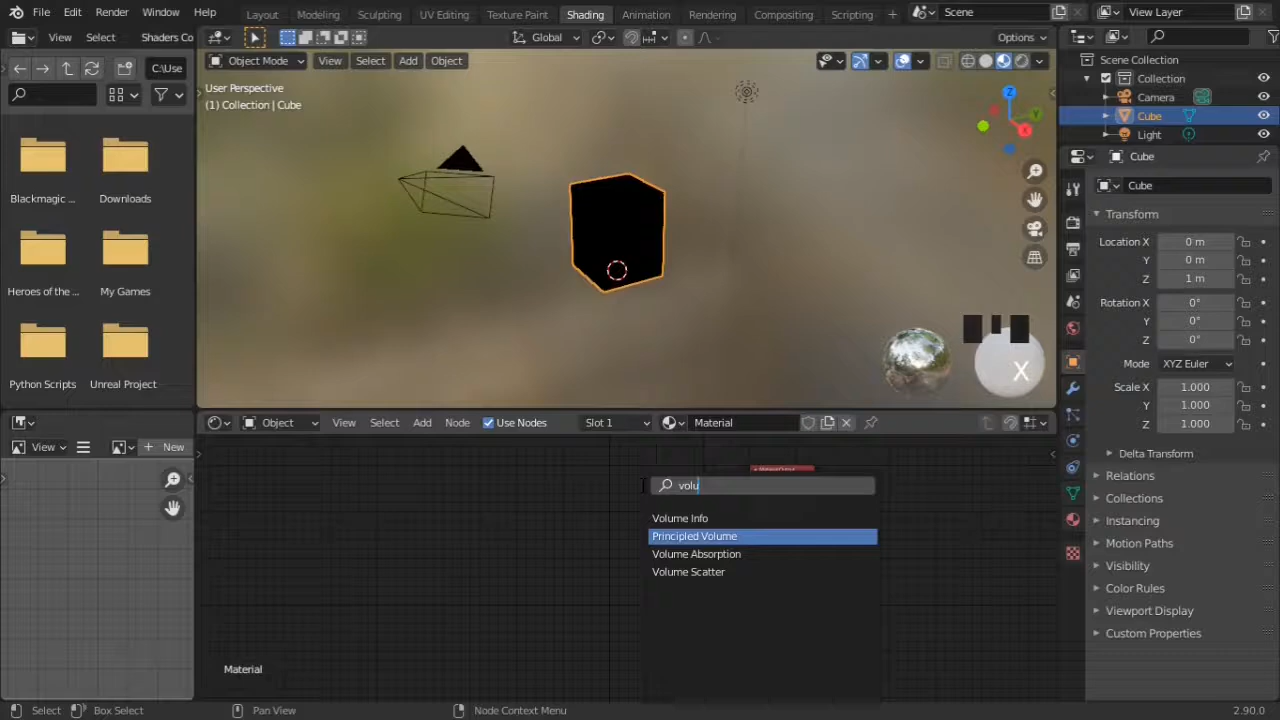 File Edit Render Window Help Layout Modeling Sculpting UV Editing Texture Paint Shading Animation Rendering Compositing Scripting + Scene View Layer
View Select Shaders Co Global Options
Scene Collection
C:\Use
Object Mode View Select Add Object
Collection
User Perspective
(1) Collection | Cube
Camera
Cube
Light
Z
Y
X
Cube
Cube
Blackmagic ... Downloads
Transform
Location X 0 m
Y 0 m
Z 1 m
Heroes of the ... My Games
Rotation X 0°
Y 0°
Z 0°
Mode XYZ Euler
Python Scripts Unreal Project
X
Scale X 1.000
Y 1.000
Z 1.000
Object View Select Add Node Use Nodes Slot 1 Material
View New
Delta Transform
Relations
Collections
Instancing
Motion Paths
Visibility
Color Rules
Viewport Display
Custom Properties
volu
Volume Info
Principled Volume
Volume Absorption
Volume Scatter
Material
Select Box Select Pan View Node Context Menu 2.90.0